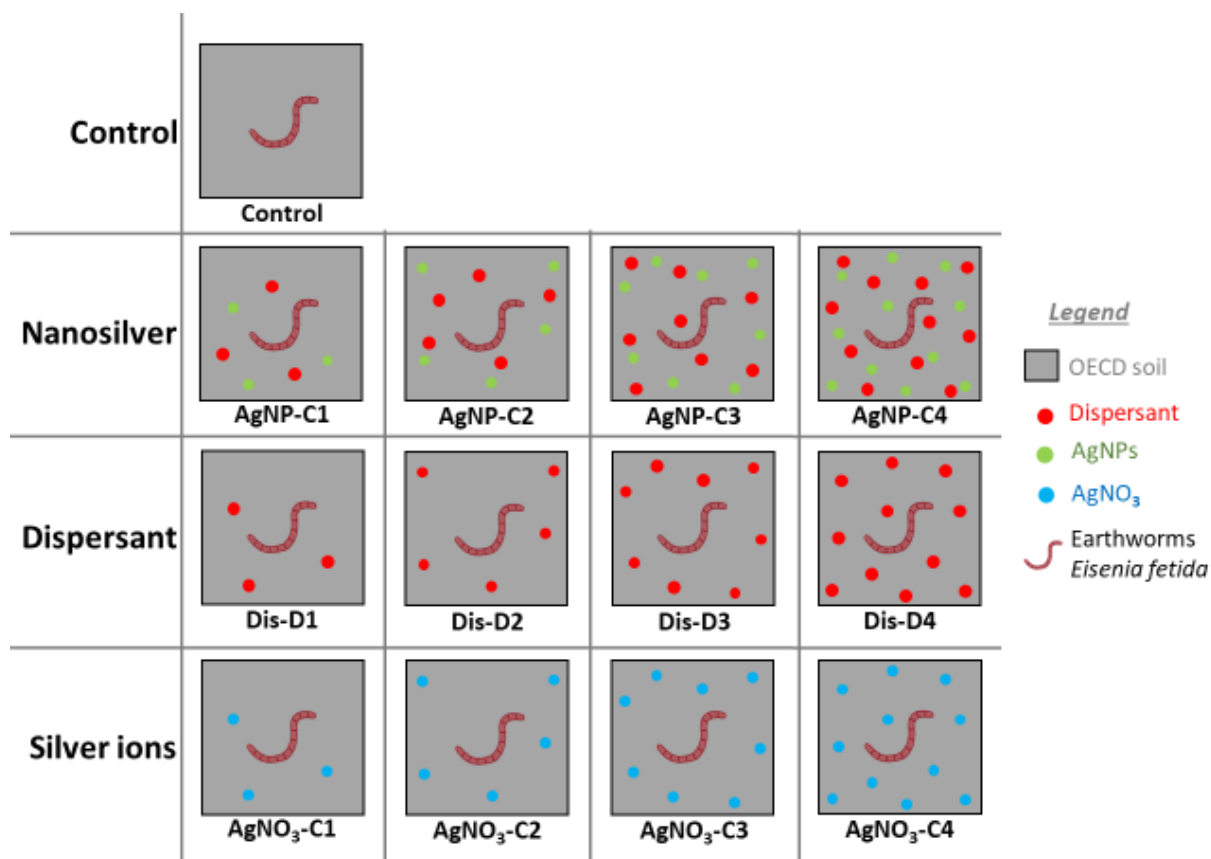 Control
Control
Nanosilver
AgNP-C1
AgNP-C2
AgNP-C3
AgNP-C4
Dispersant
Dis-D1
Dis-D2
Dis-D3
Dis-D4
Silver ions
AgNO₃-C1
AgNO₃-C2
AgNO₃-C3
AgNO₃-C4
Legend
OECD soil
Dispersant
AgNPs
AgNO₃
Earthworms
Eisenia fetida